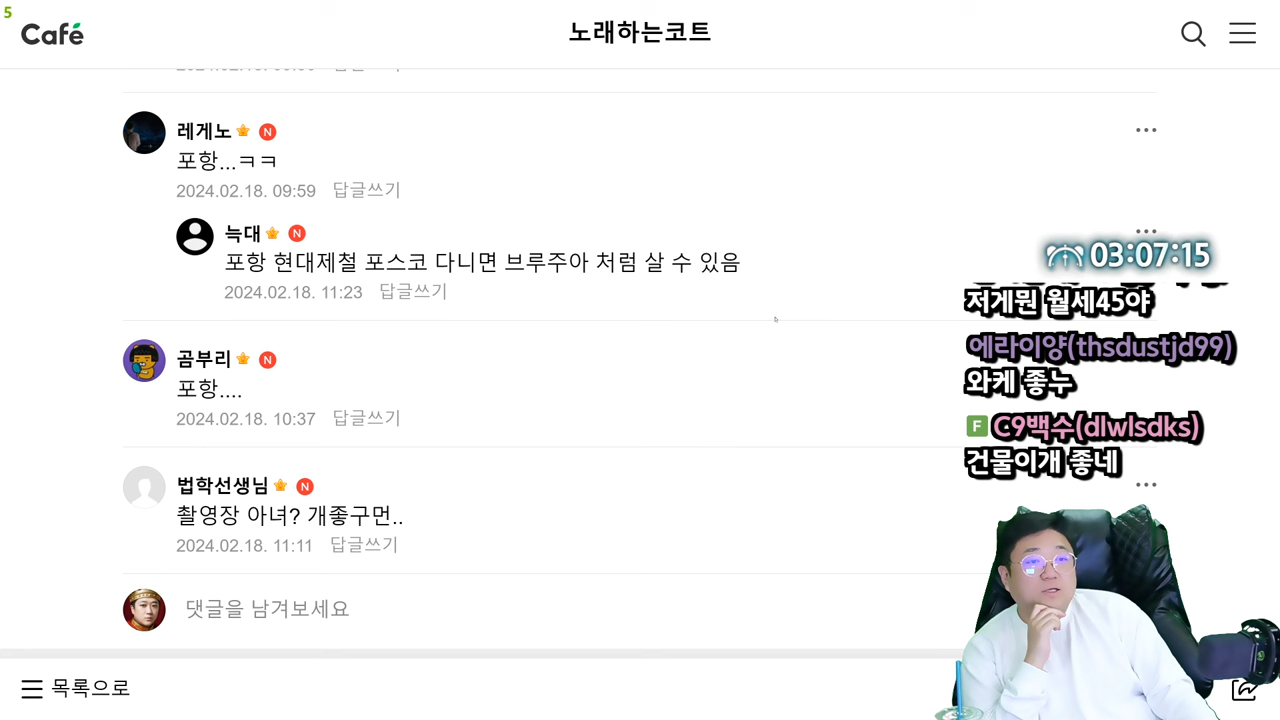 5
Café
노래하는코트
레게노
N
포항...ㅋㅋ
2024.02.18. 09:59 답글쓰기
늑대
N
포항 현대제철 포스코 다니면 브루주아 처럼 살 수 있음
2024.02.18. 11:23 답글쓰기
곰부리
N
포항....
2024.02.18. 10:37 답글쓰기
법학선생님
N
촬영장 아녀? 개좋구먼..
2024.02.18. 11:11 답글쓰기
댓글을 남겨보세요
목록으로
03:07:15
저게뭔 월세45야
에라이양(thsdustjd99)
와케 좋누
F C9백수(dlwlsdks)
건물이개 좋네